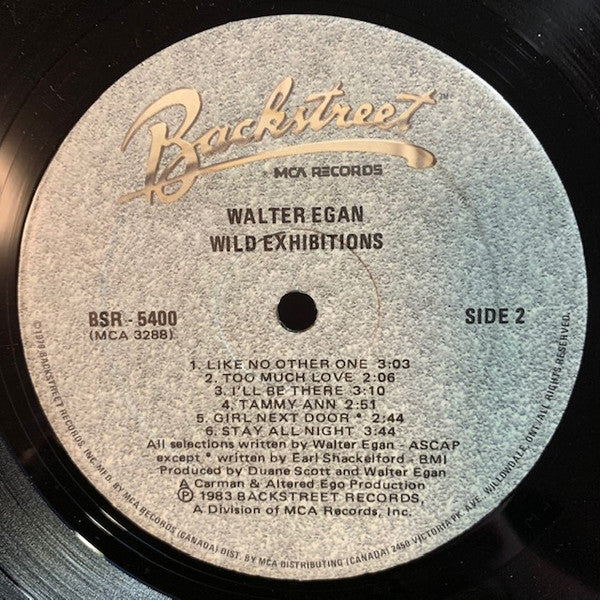 Backstreet™
MCA RECORDS
WALTER EGAN
WILD EXHIBITIONS
BSR - 5400
(MCA 3288)
SIDE 2
1. LIKE NO OTHER ONE 3:03
2. TOO MUCH LOVE 2:06
3. I'LL BE THERE 3:10
4. TAMMY ANN 2:51
5. GIRL NEXT DOOR * 2:44
6. STAY ALL NIGHT 3:44
All selections written by Walter Egan - ASCAP
except * written by Earl Shackelford - BMI
Produced by Duane Scott and Walter Egan
A Carman & Altered Ego Production
℗ 1983 BACKSTREET RECORDS,
A Division of MCA Records, Inc.
©1979 BACKSTREET RECORDS INC. MFD. BY MCA RECORDS (CANADA) DIST. BY MCA DISTRIBUTING (CANADA) 2450 VICTORIA PK. AVE. WILLOWDALE, ONT. ALL RIGHTS RESERVED.